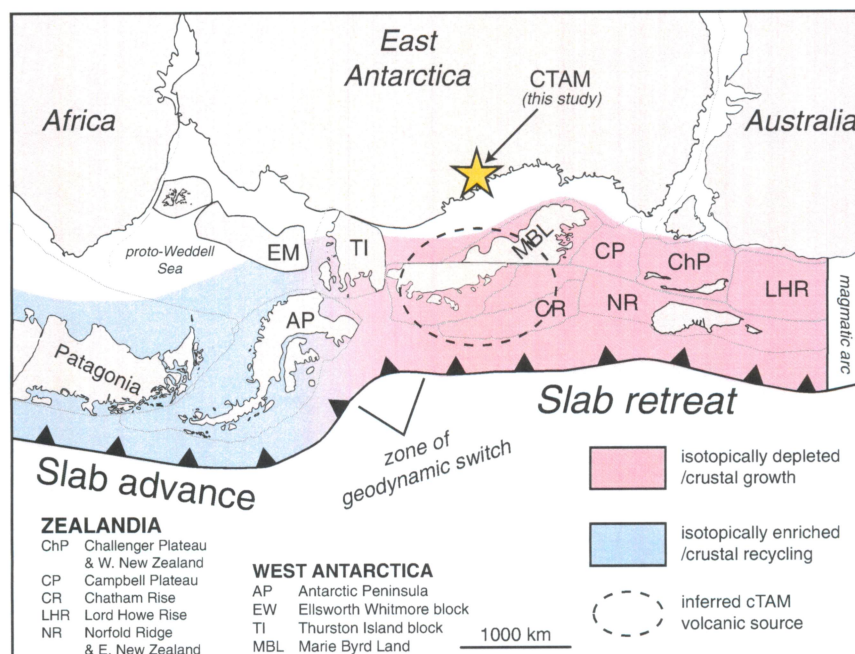 East
Antarctica
CTAM
(this study)
Africa
Australia
proto-Weddell
Sea
EM
TI
MBL
CP
ChP
LHR
magmatic arc
AP
CR
NR
Patagonia
Slab retreat
zone of
geodynamic switch
Slab advance
isotopically depleted
/crustal growth
isotopically enriched
/crustal recycling
inferred cTAM
volcanic source
ZEALANDIA
ChP Challenger Plateau
& W. New Zealand
CP Campbell Plateau
CR Chatham Rise
LHR Lord Howe Rise
NR Norfold Ridge
& E. New Zealand
WEST ANTARCTICA
AP Antarctic Peninsula
EW Ellsworth Whitmore block
TI Thurston Island block
MBL Marie Byrd Land
1000 km